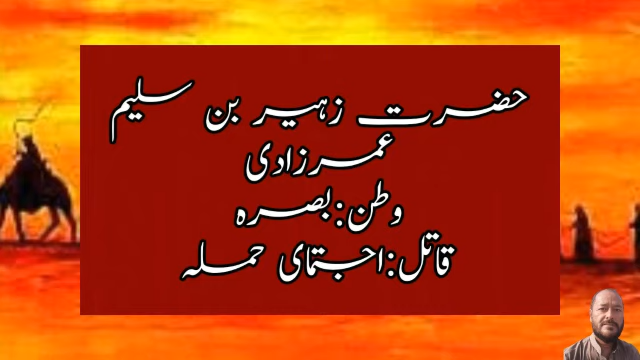 حضرت زہیر بن سلیم
عمرزادی
وطن:بصرہ
قاتل:اجتمای حملہ